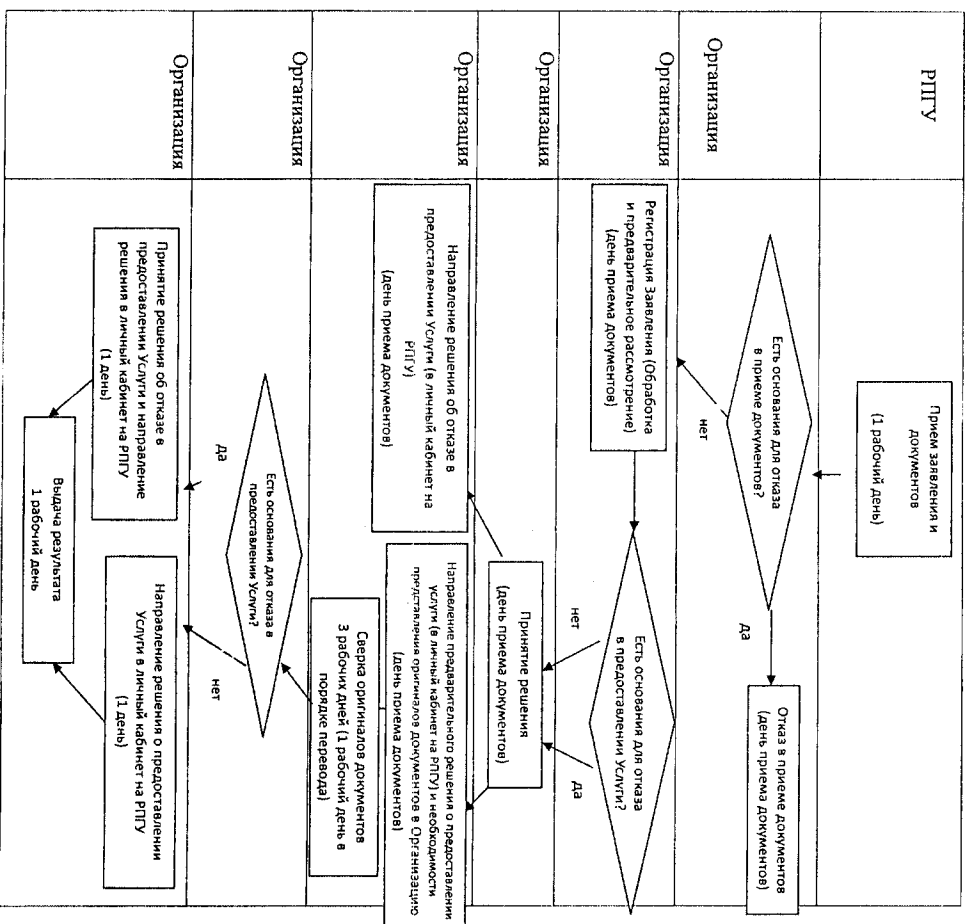 РПГУ
Прием заявления и
документов
(1 рабочий день)
Организация
Есть основания для отказа
в приеме документов?
нет
да
Отказ в приеме документов
(день приема документов)
Организация
Регистрация Заявления (Обработка
и предварительное рассмотрение)
(день приема документов)
Есть основания для отказа
в предоставлении Услуги?
нет
да
Организация
Принятие решения
(день приема документов)
Организация
Направление решения об отказе в
предоставлении Услуги (в личный кабинет на
РПГУ)
(день приема документов)
Направление предварительного решения о предоставлении
услуги (в личный кабинет на РПГУ) и необходимости
представления оригиналов документов в Организацию
(день приема документов)
Сверка оригиналов документов
3 рабочих дней (1 рабочий день в
порядке перевода)
Организация
Есть основания для отказа в
предоставлении Услуги?
да
нет
Организация
Принятие решения об отказе в
предоставлении Услуги и направление
решения в личный кабинет на РПГУ
(1 день)
Направление решения о предоставлении
Услуги в личный кабинет на РПГУ
(1 день)
Выдача результата
1 рабочий день